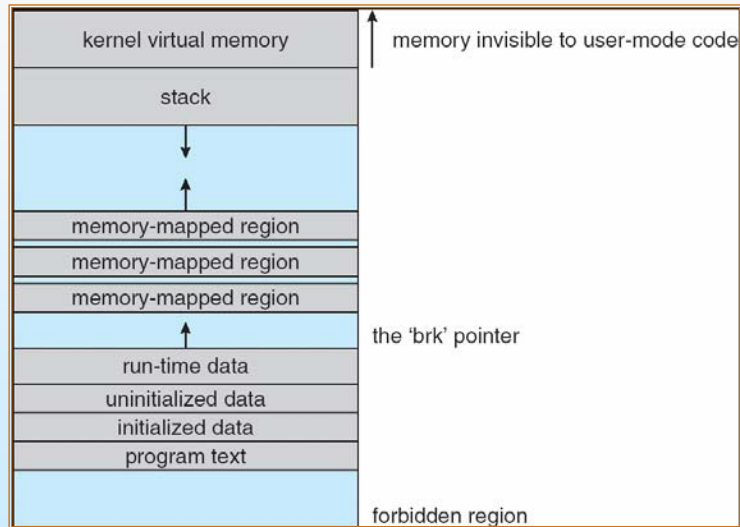 kernel virtual memory
memory invisible to user-mode code
stack
memory-mapped region
memory-mapped region
memory-mapped region
the ‘brk’ pointer
run-time data
uninitialized data
initialized data
program text
forbidden region